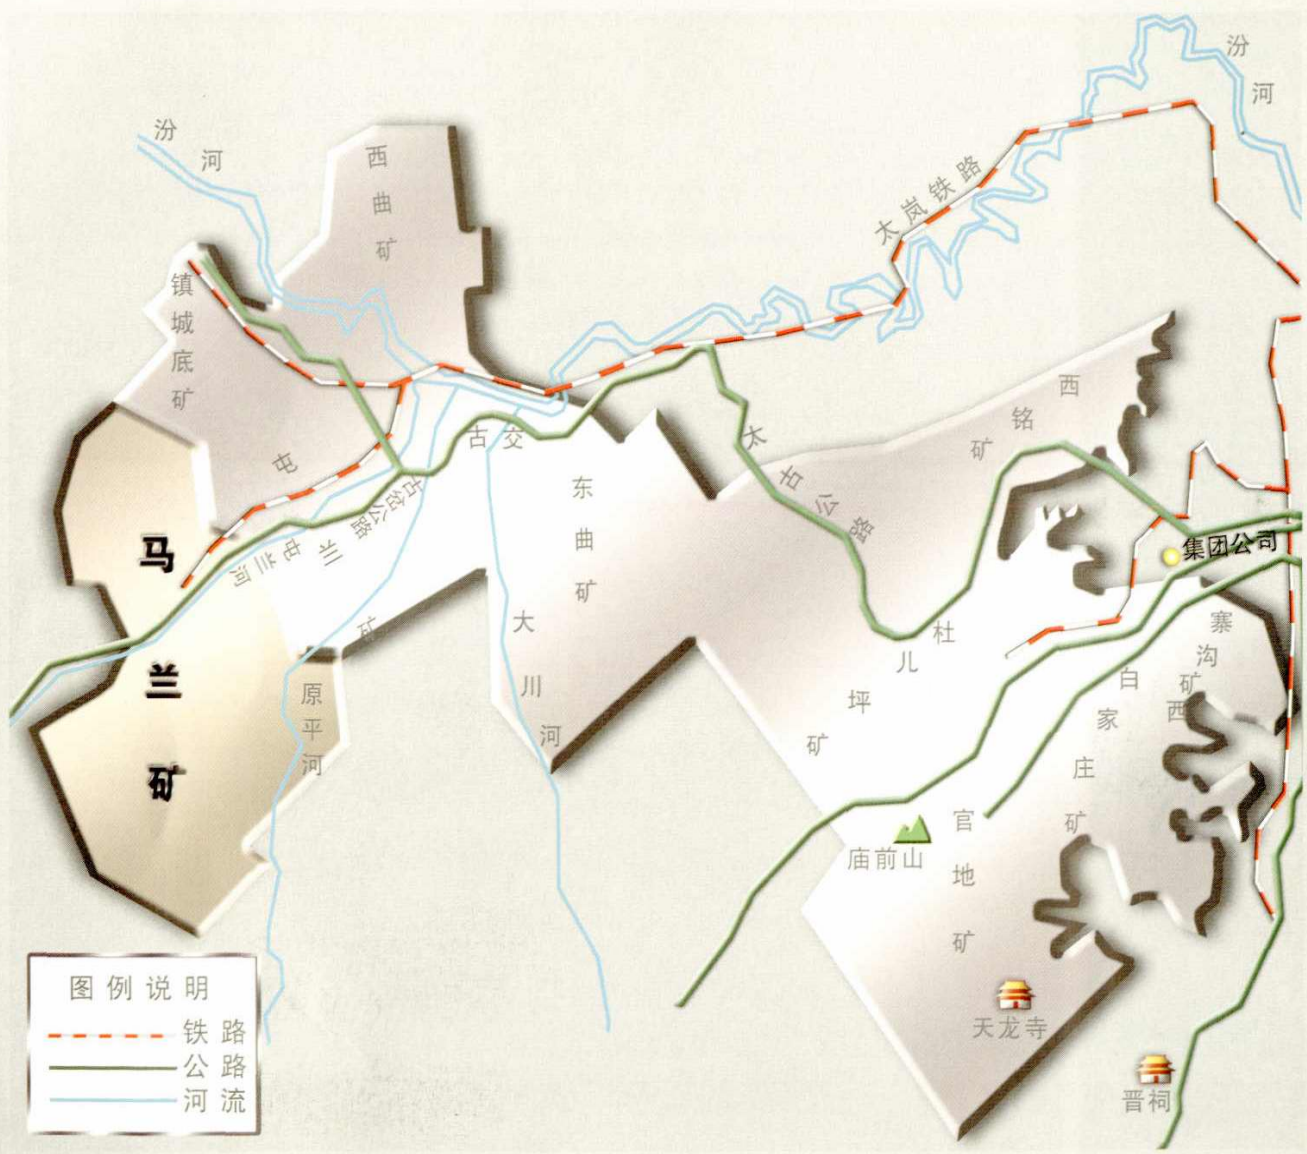 汾河
汾河
西曲矿
太岚铁路
镇城底矿
西铭矿
古交
太古公路
屯兰川矿
古岔公路
东曲矿
屯兰河
马兰矿
集团公司
大川河
杜儿坪矿
寨沟矿
白家庄矿
西
原平河
官地矿
庙前山
天龙寺
晋祠
图例说明
铁路
公路
河流